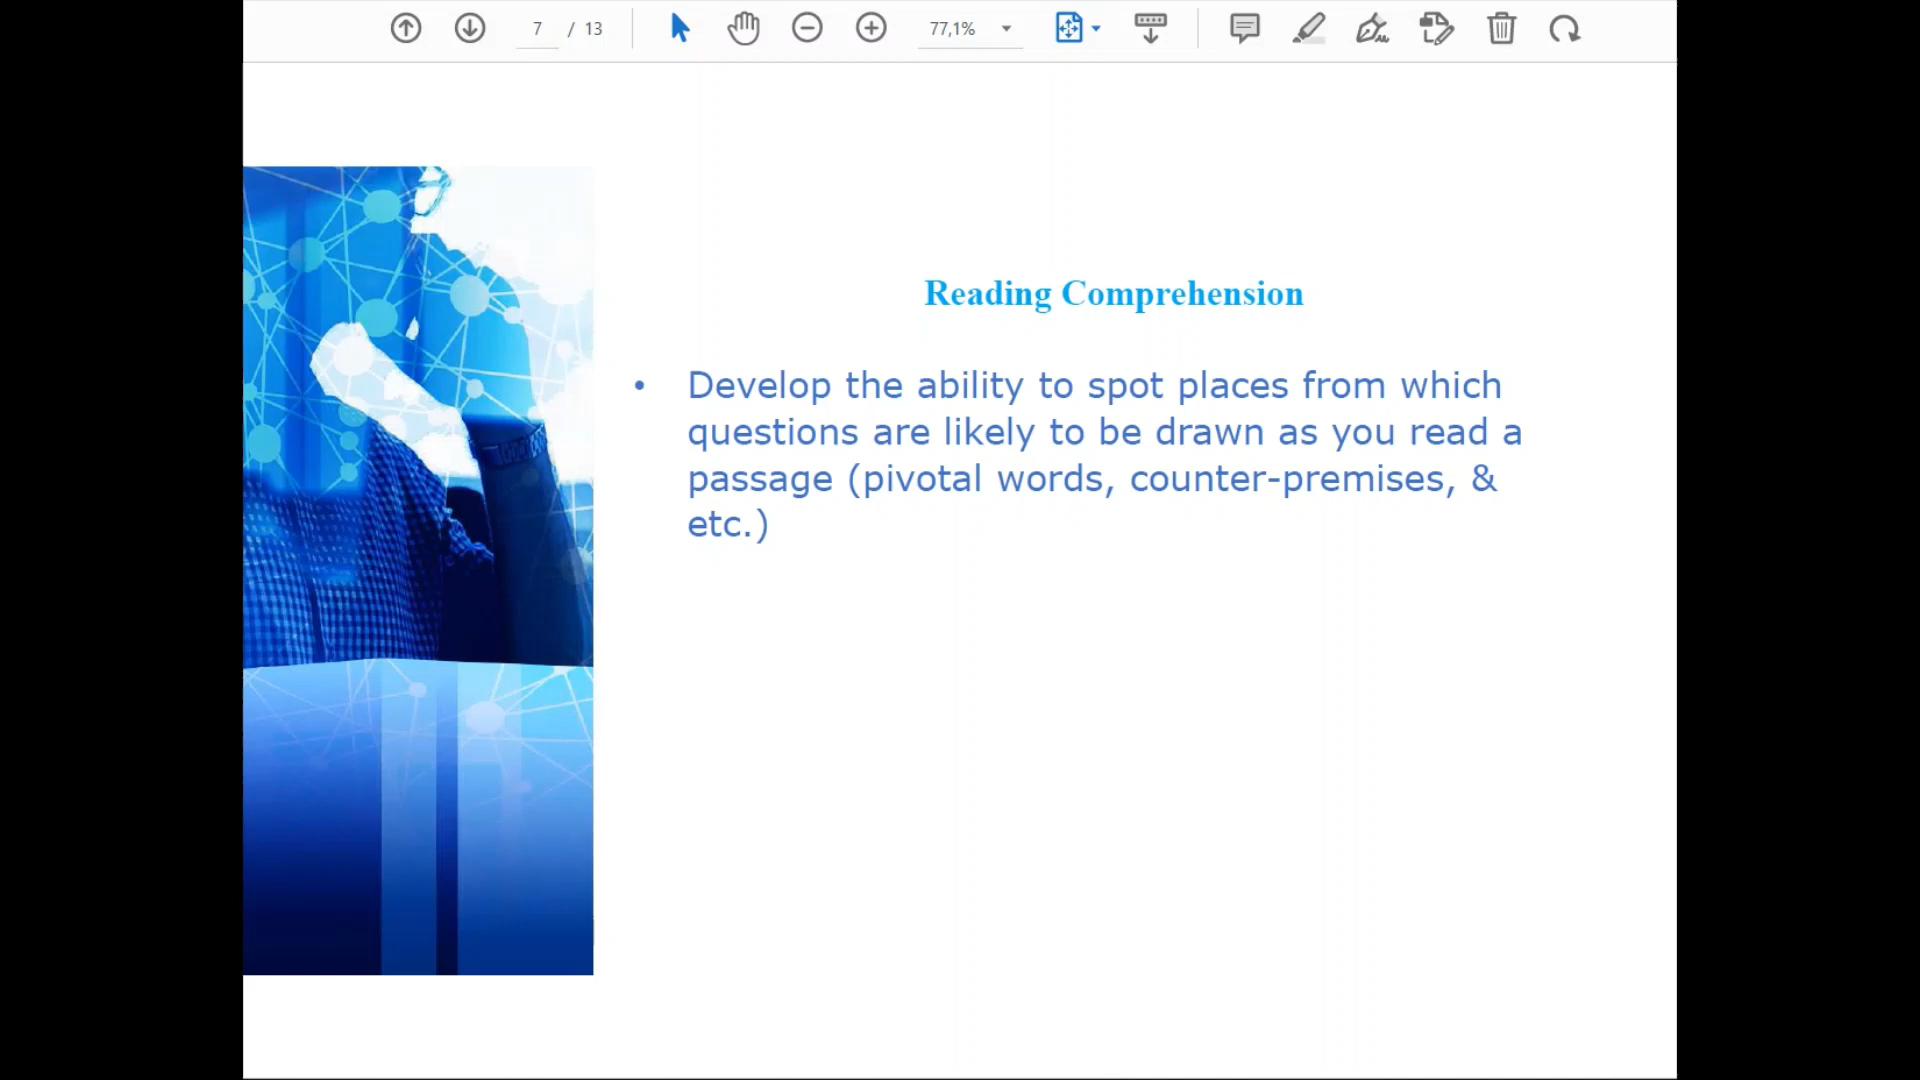 7 / 13 77,1%
Reading Comprehension
• Develop the ability to spot places from which
questions are likely to be drawn as you read a
passage (pivotal words, counter-premises, &
etc.)